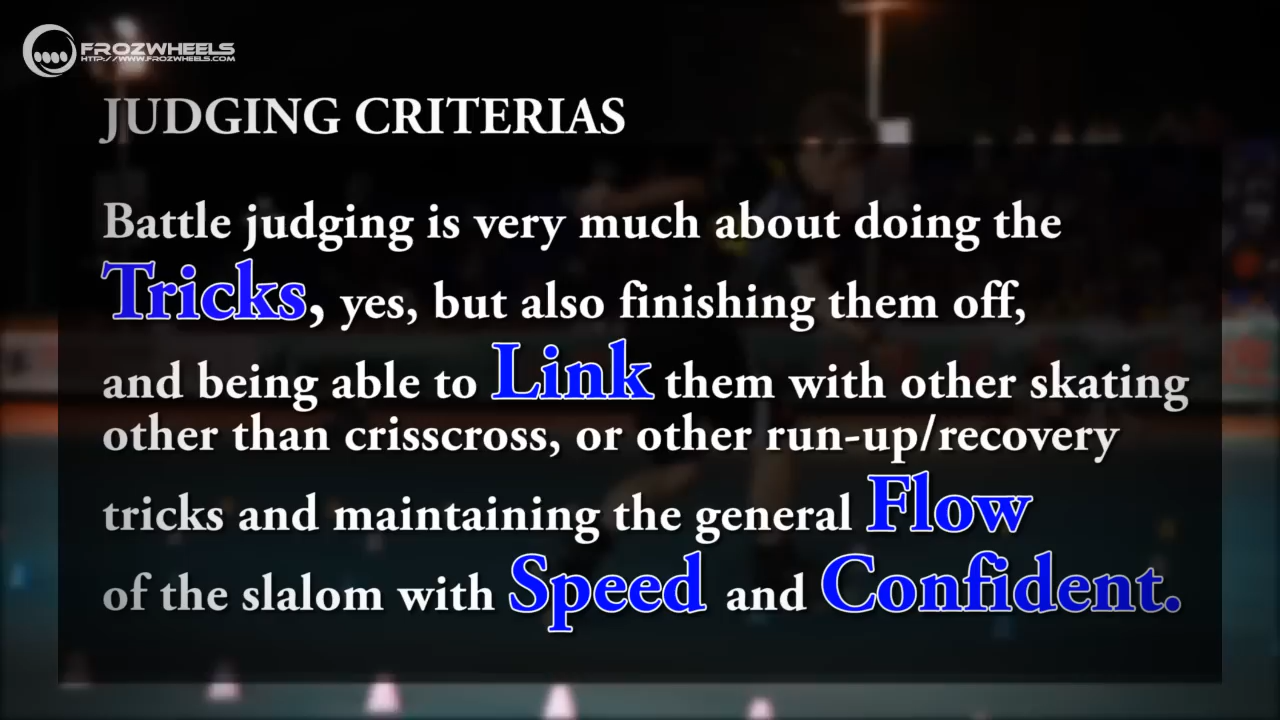 FROZWHEELS
HTTP://WWW.FROZWHEELS.COM
JUDGING CRITERIAS
Battle judging is very much about doing the
Tricks, yes, but also finishing them off,
and being able to Link them with other skating
other than crisscross, or other run-up/recovery
tricks and maintaining the general Flow
of the slalom with Speed and Confident.